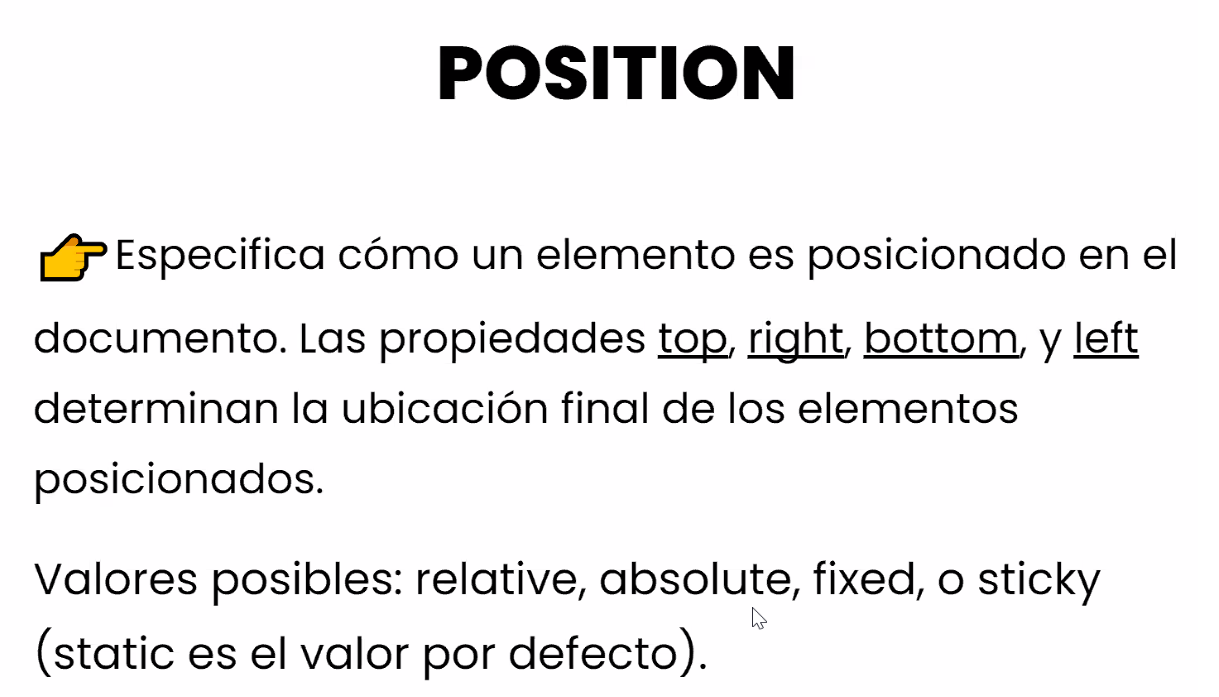 POSITION
👉Especifica cómo un elemento es posicionado en el
documento. Las propiedades top, right, bottom, y left
determinan la ubicación final de los elementos
posicionados.
Valores posibles: relative, absolute, fixed, o sticky
(static es el valor por defecto).